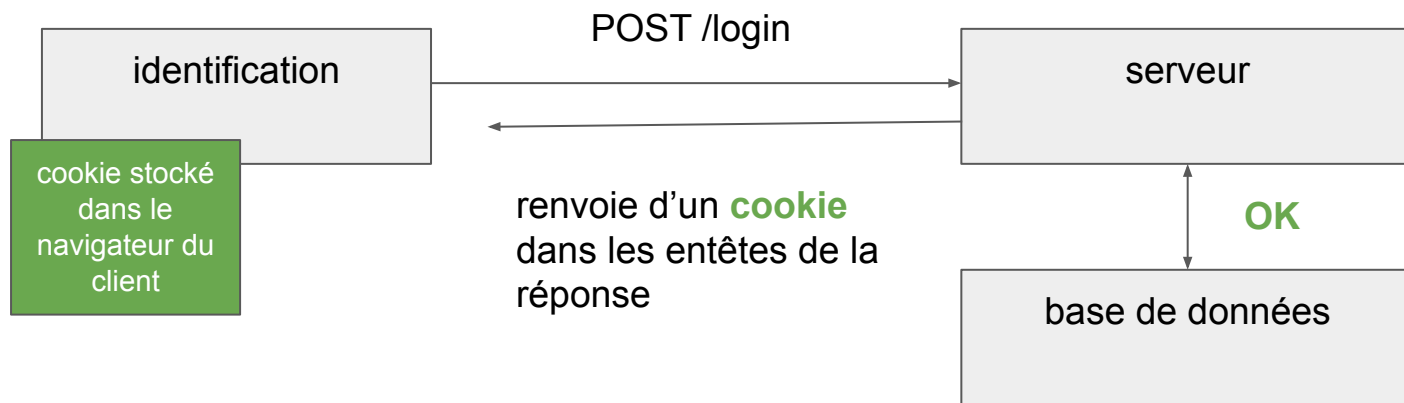 POST /login
identification
serveur
cookie stocké
dans le
navigateur du
client
renvoie d’un cookie
dans les entêtes de la
réponse
OK
base de données